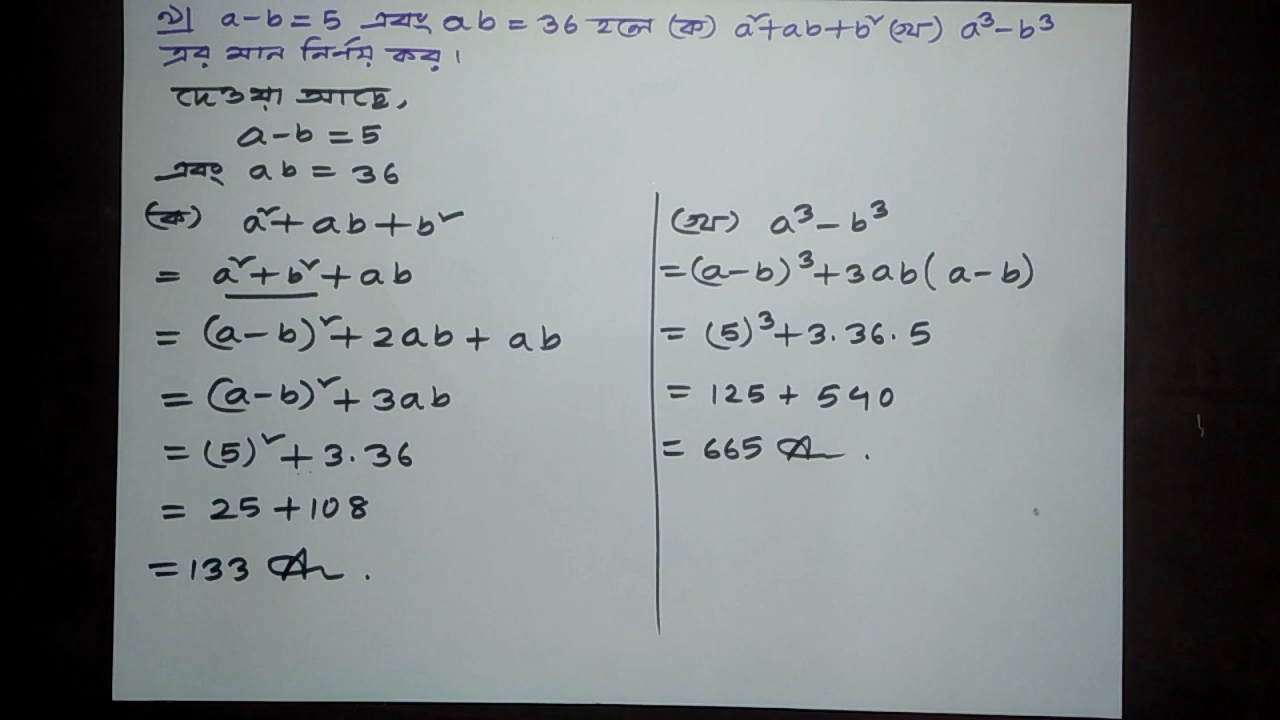 ২| a-b=5 এবং ab=36 হলে (ক) a²+ab+b² (খ) a³-b³
এর মান নির্নয় কর।
দেওয়া আছে,
a-b=5
এবং ab=36
(ক) a²+ab+b²
= a²+b²+ab
= (a-b)²+2ab+ab
= (a-b)²+3ab
= (5)²+3.36
= 25+108
=133 Ans.
(খ) a³-b³
=(a-b)³+3ab(a-b)
= (5)³+3.36.5
= 125+540
= 665 Ans.